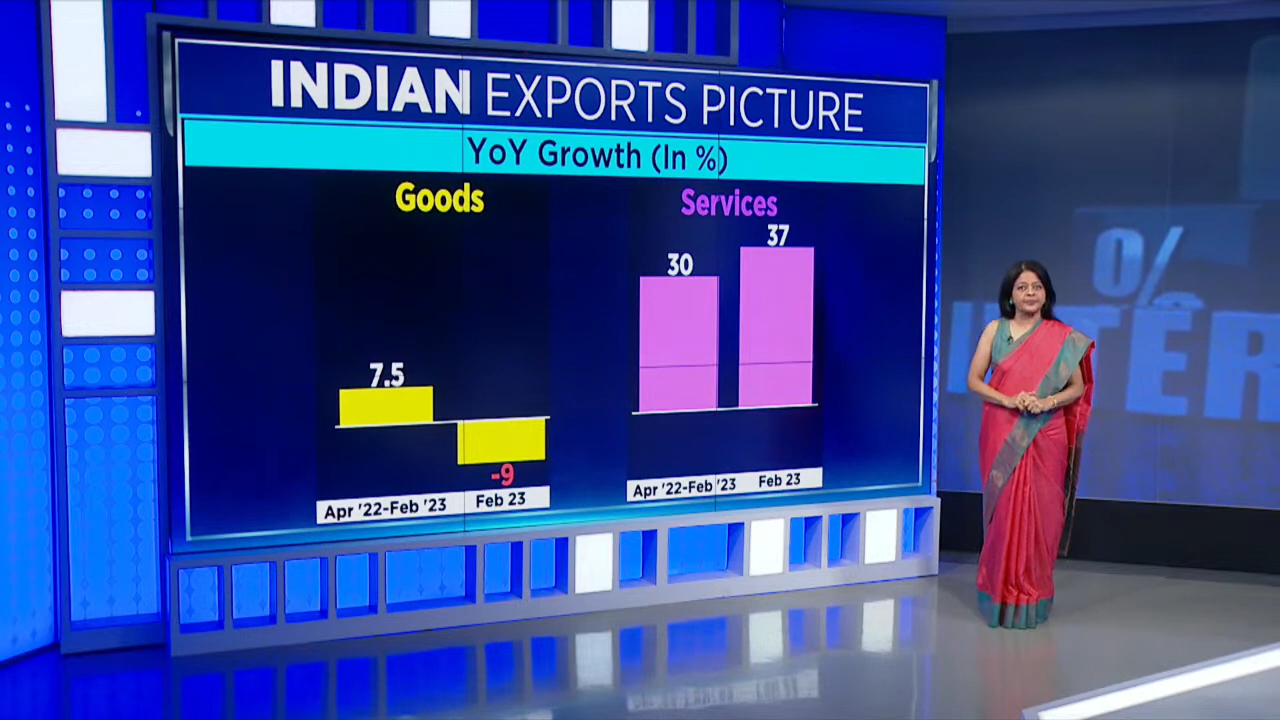 INDIAN EXPORTS PICTURE
YoY Growth (In %)
Goods
7.5
-9
Apr '22-Feb '23
Feb 23
Services
30
37
Apr '22-Feb '23
Feb 23
%